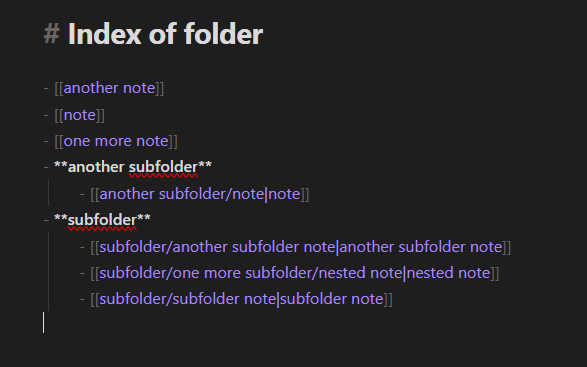 # Index of folder
- [[another note]]
- [[note]]
- [[one more note]]
- **another subfolder**
- [[another subfolder/note|note]]
- **subfolder**
- [[subfolder/another subfolder note|another subfolder note]]
- [[subfolder/one more subfolder/nested note|nested note]]
- [[subfolder/subfolder note|subfolder note]]